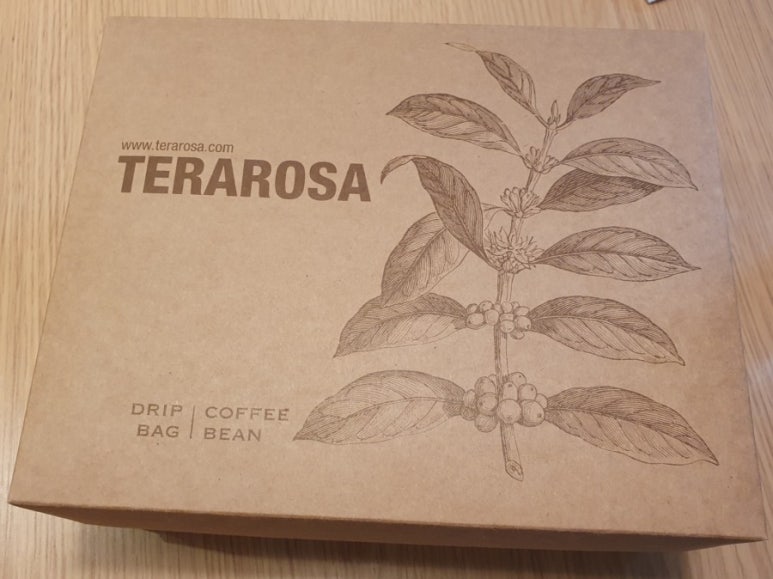 www.terarosa.com
TERAROSA
DRIP | COFFEE
BAG | BEAN